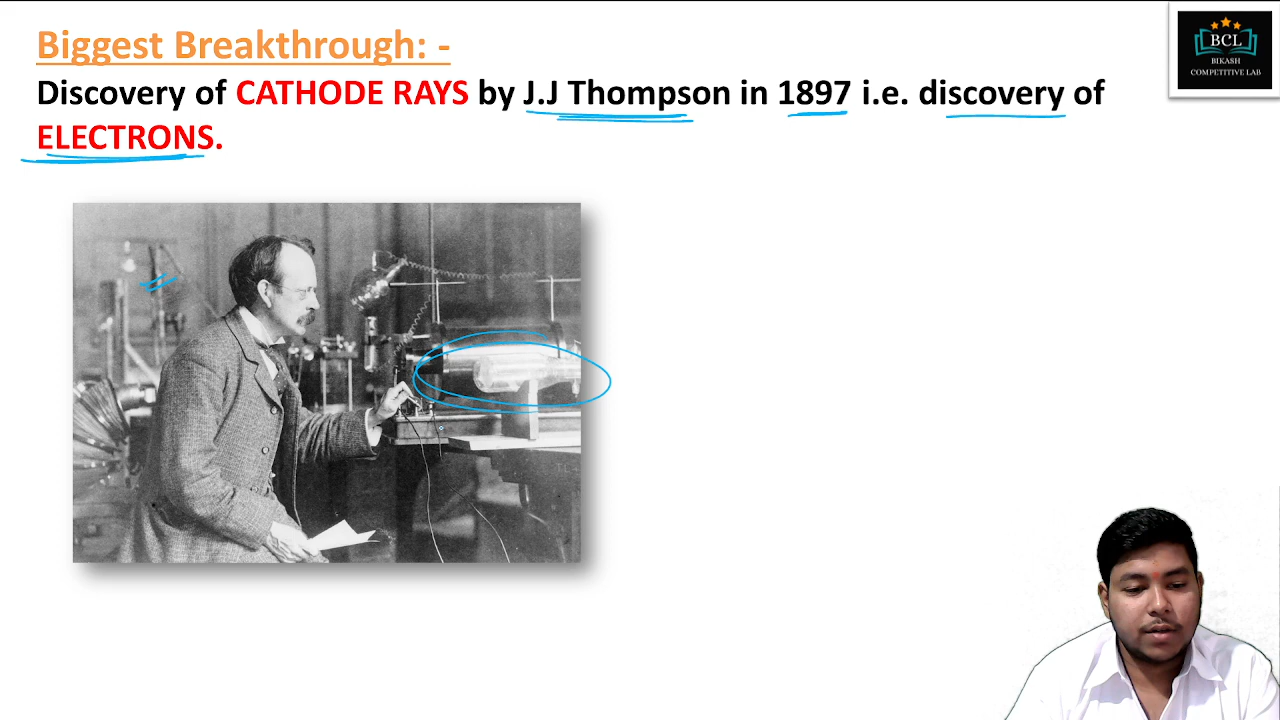 Biggest Breakthrough: -
Discovery of CATHODE RAYS by J.J Thompson in 1897 i.e. discovery of
ELECTRONS.
BCL
BIKASH
COMPETITIVE LAB